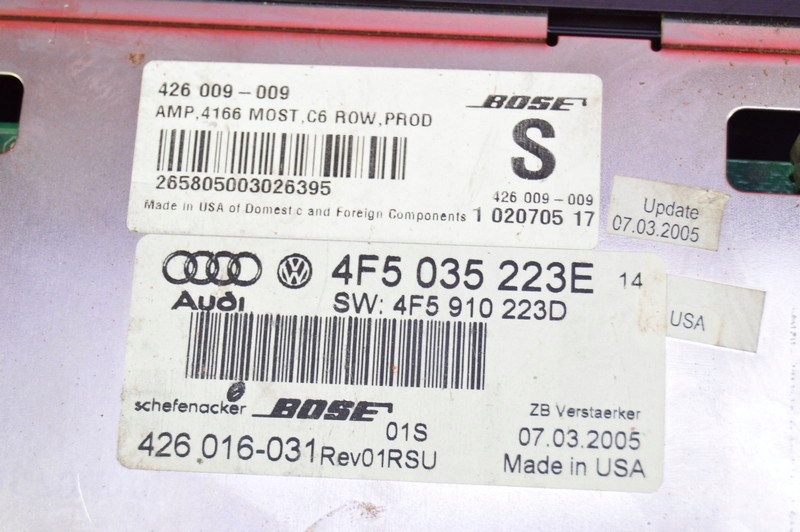 426 009-009
AMP,4166 MOST,C6 ROW,PROD
BOSE
S
265805003026395
426 009-009
Made in USA of Domestic and Foreign Components 1 020705 17
Update
07.03.2005
4F5 035 223E 14
Audi
SW: 4F5 910 223D
USA
schefenacker BOSE
01S
ZB Verstaerker
426 016-031 Rev01RSU
07.03.2005
Made in USA